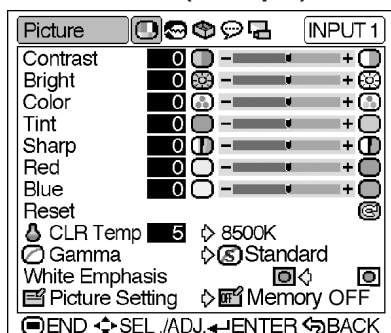 Picture INPUT 1
Contrast 0 - +
Bright 0 - +
Color 0 - +
Tint 0 - +
Sharp 0 - +
Red 0 - +
Blue 0 - +
Reset
CLR Temp 5 8500K
Gamma S Standard
White Emphasis
Picture Setting OFF Memory OFF
END SEL./ADJ. ENTER BACK